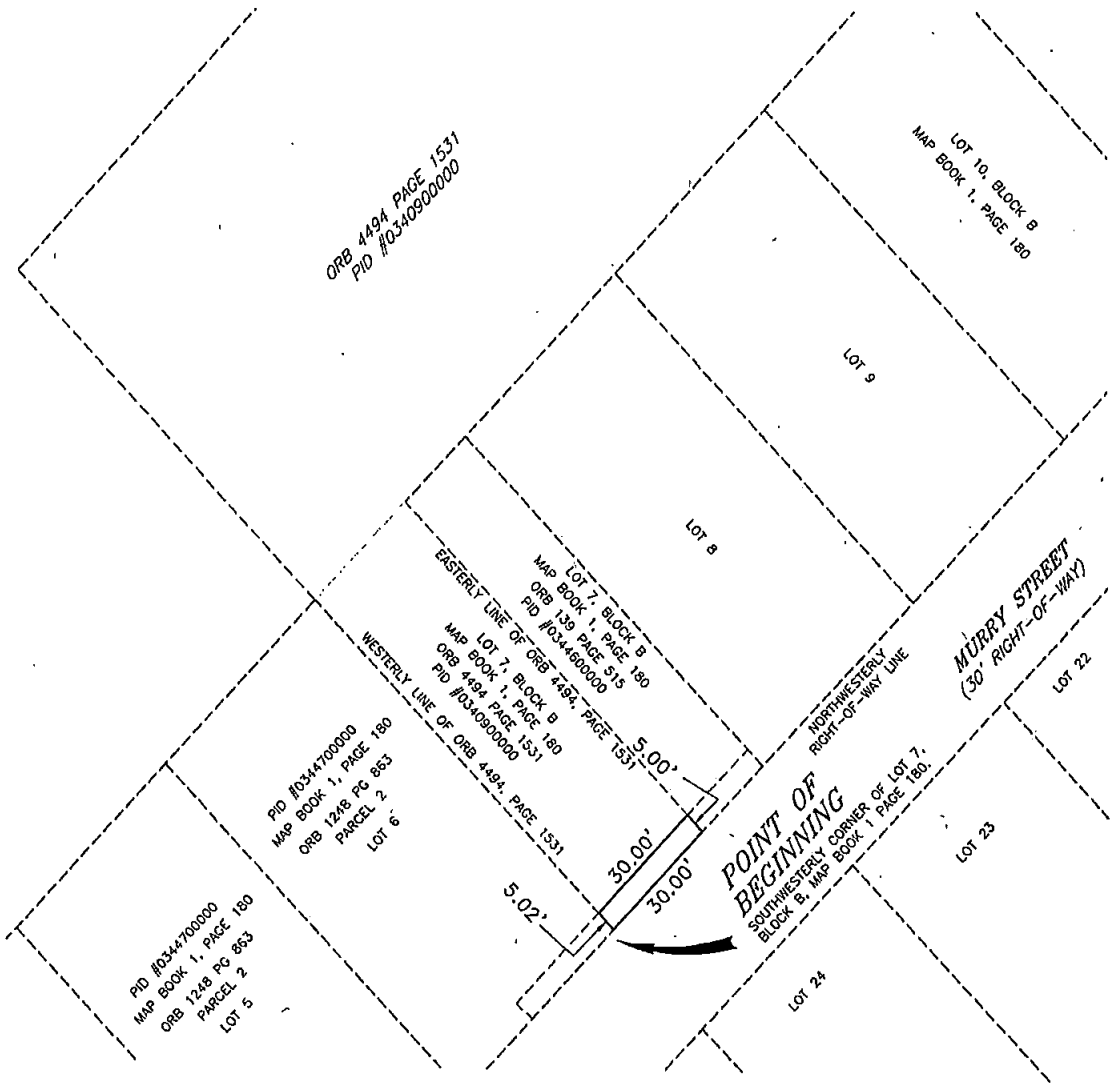 ORB 4494 PAGE 1531
PID #0340900000
LOT 10, BLOCK B
MAP BOOK 1, PAGE 180
LOT 9
LOT 8
LOT 7, BLOCK B
MAP BOOK 1, PAGE 180
ORB 139 PAGE 515
PID #0344600000
EASTERLY LINE OF ORB 4494, PAGE 1531
LOT 7, BLOCK B
MAP BOOK 1, PAGE 180
ORB 4494 PAGE 1531
PID #0340900000
WESTERLY LINE OF ORB 4494, PAGE 1531
PID #0344700000
MAP BOOK 1, PAGE 180
ORB 1248 PG 863
PARCEL 2
LOT 6
PID #0344700000
MAP BOOK 1, PAGE 180
ORB 1248 PG 863
PARCEL 2
LOT 5
5.00'
30.00'
30.00'
5.02'
NORTHWESTERLY
RIGHT-OF-WAY LINE
MURRY STREET
(30' RIGHT-OF-WAY)
POINT OF
BEGINNING
SOUTHWESTERLY CORNER OF LOT 7,
BLOCK B, MAP BOOK 1 PAGE 180.
LOT 22
LOT 23
LOT 24